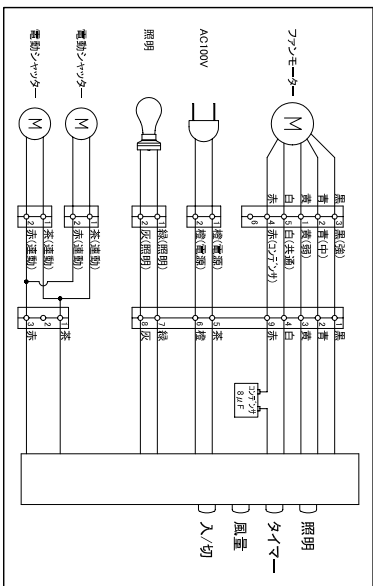 ファンモーター
M
黒 3 黒(強) 1 黒
青 2 青(中) 2 青
黄 1 黄(弱) 3 黄
白 5 白(共通) 4 白
赤 4 赤(コンデンサ) 9 赤
6
コンデンサ
8μF
AC100V
1 橙(電源) 5 茶
2 橙(電源) 6 橙
照明
1 緑(照明) 7 緑
2 灰(照明) 8 灰
電動シャッター
M
1 茶(連動)
2 赤(連動)
電動シャッター
M
1 茶(連動)
2 赤(連動)
1 茶
2
3 赤
照明
タイマー
風量
入/切